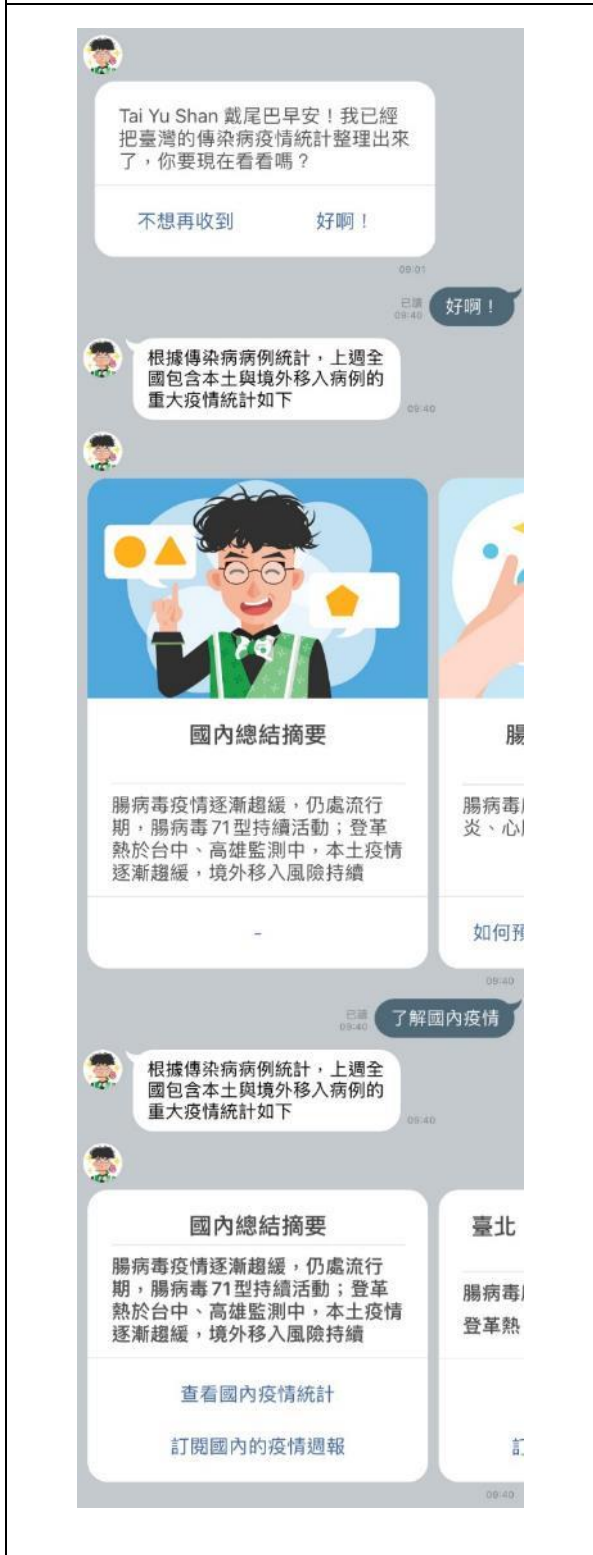 Tai Yu Shan 戴尾巴早安！我已經
把臺灣的傳染病疫情統計整理出來
了，你要現在看看嗎？
不想再收到 好啊！
09:01
已讀
09:40
好啊！
根據傳染病病例統計，上週全
國包含本土與境外移入病例的
重大疫情統計如下
09:40
國內總結摘要
腸病毒疫情逐漸趨緩，仍處流行
期，腸病毒71型持續活動；登革
熱於台中、高雄監測中，本土疫情
逐漸趨緩，境外移入風險持續
-
腸
腸病毒
炎、心
如何預
09:40
已讀
09:40
了解國內疫情
根據傳染病病例統計，上週全
國包含本土與境外移入病例的
重大疫情統計如下
09:40
國內總結摘要
腸病毒疫情逐漸趨緩，仍處流行
期，腸病毒71型持續活動；登革
熱於台中、高雄監測中，本土疫情
逐漸趨緩，境外移入風險持續
查看國內疫情統計
訂閱國內的疫情週報
臺北
腸病毒
登革熱
09:40